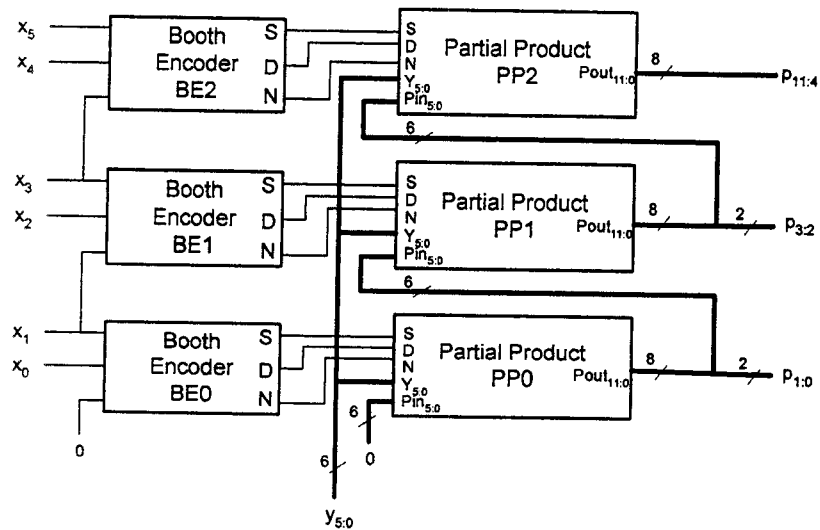 x5
x4
Booth
Encoder
BE2
S
D
N
S
D
N
Y5:0
Pin5:0
Partial Product
PP2
Pout11:0
8
p11:4
6
x3
x2
Booth
Encoder
BE1
S
D
N
S
D
N
Y5:0
Pin5:0
Partial Product
PP1
Pout11:0
8
2
p3:2
6
x1
x0
0
Booth
Encoder
BE0
S
D
N
S
D
N
Y5:0
Pin5:0
Partial Product
PP0
Pout11:0
8
2
p1:0
6
0
6
y5:0